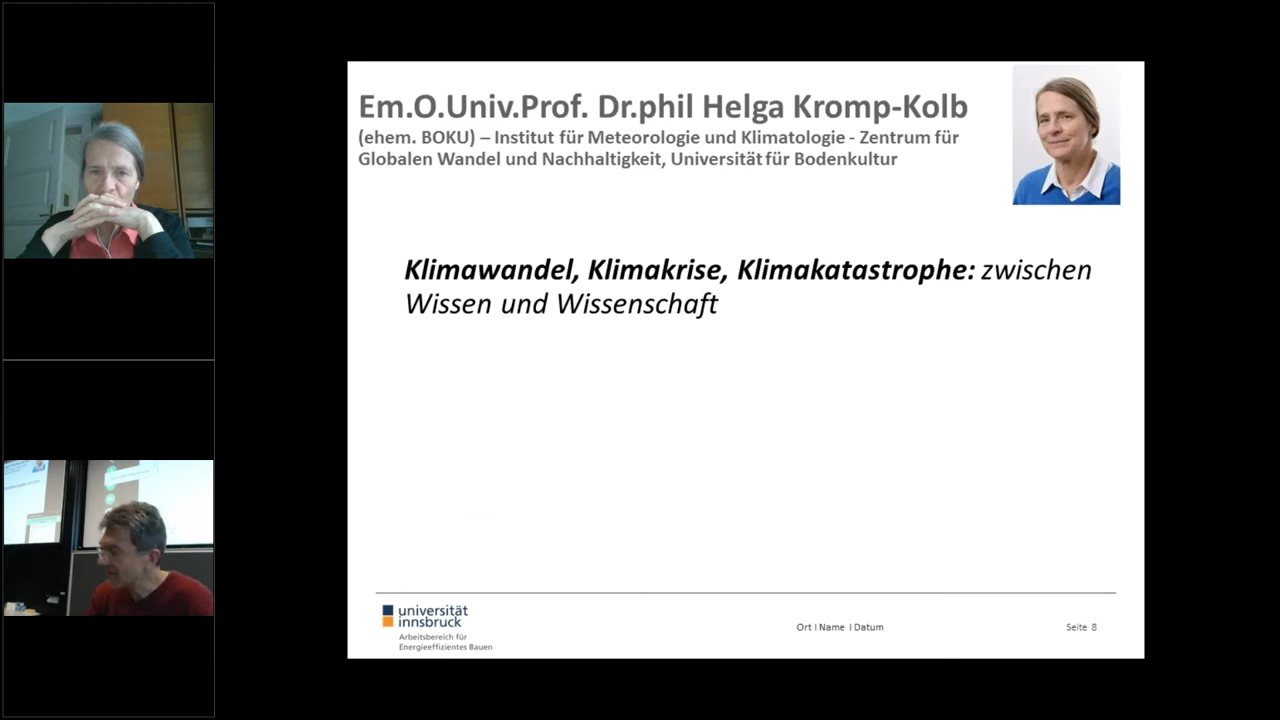 Em.O.Univ.Prof. Dr.phil Helga Kromp-Kolb
(ehem. BOKU) – Institut für Meteorologie und Klimatologie - Zentrum für
Globalen Wandel und Nachhaltigkeit, Universität für Bodenkultur
Klimawandel, Klimakrise, Klimakatastrophe: zwischen
Wissen und Wissenschaft
universität
innsbruck
Arbeitsbereich für
Energieeffizientes Bauen
Ort I Name I Datum
Seite 8